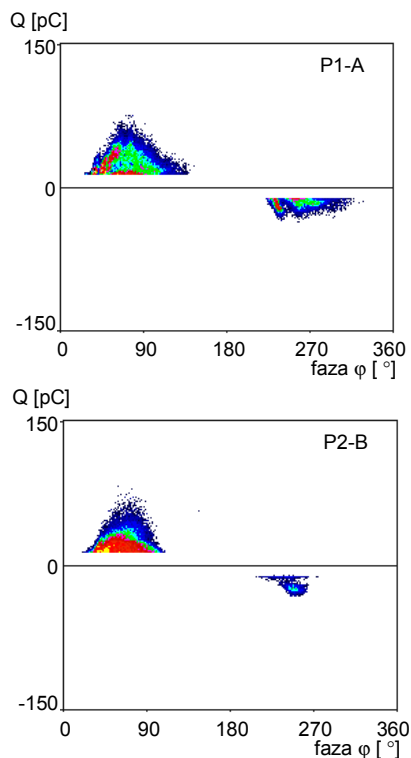 Q [pC]
150
P1-A
0
-150
0 90 180 270 360
faza φ [ °]
Q [pC]
150
P2-B
0
-150
0 90 180 270 360
faza φ [ °]